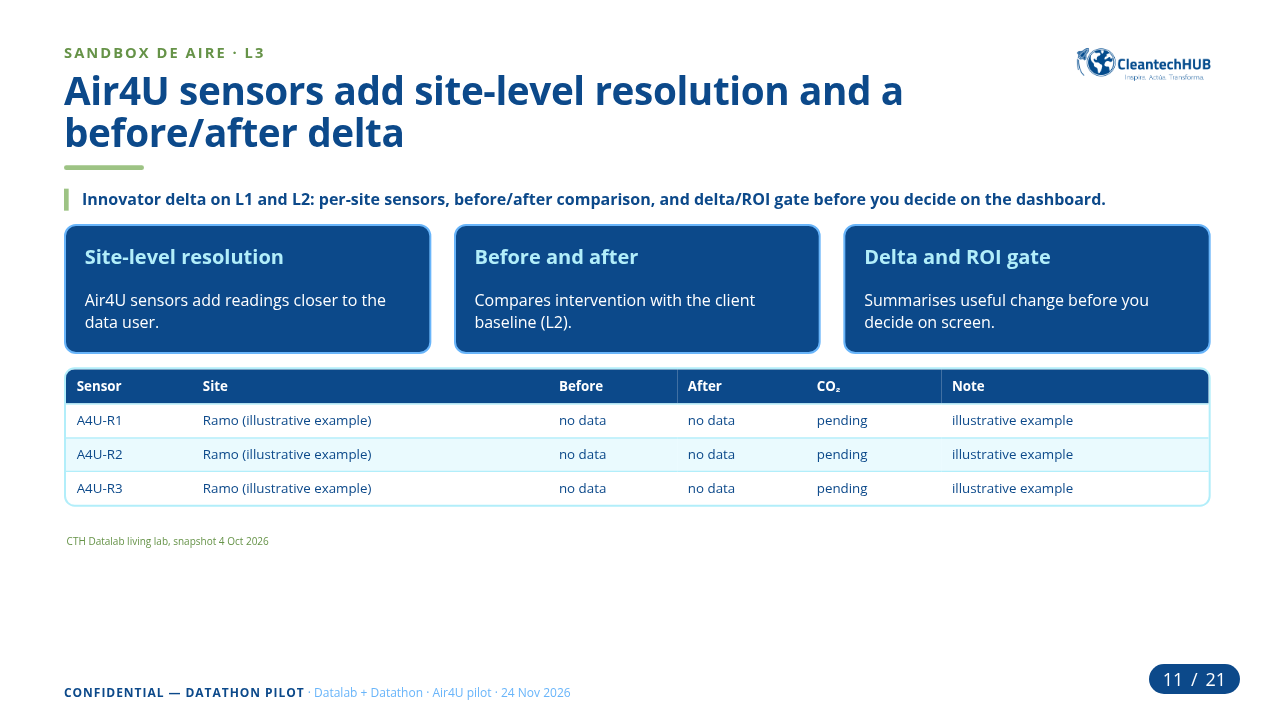 SANDBOX DE AIRE · L3
CleantechHUB
Inspira. Actúa. Transforma.
Air4U sensors add site-level resolution and a
before/after delta
Innovator delta on L1 and L2: per-site sensors, before/after comparison, and delta/ROI gate before you decide on the dashboard.
Site-level resolution
Air4U sensors add readings closer to the
data user.
Before and after
Compares intervention with the client
baseline (L2).
Delta and ROI gate
Summarises useful change before you
decide on screen.
Sensor Site Before After CO₂ Note
A4U-R1 Ramo (illustrative example) no data no data pending illustrative example
A4U-R2 Ramo (illustrative example) no data no data pending illustrative example
A4U-R3 Ramo (illustrative example) no data no data pending illustrative example
CTH Datalab living lab, snapshot 4 Oct 2026
CONFIDENTIAL — DATATHON PILOT · Datalab + Datathon · Air4U pilot · 24 Nov 2026
11 / 21